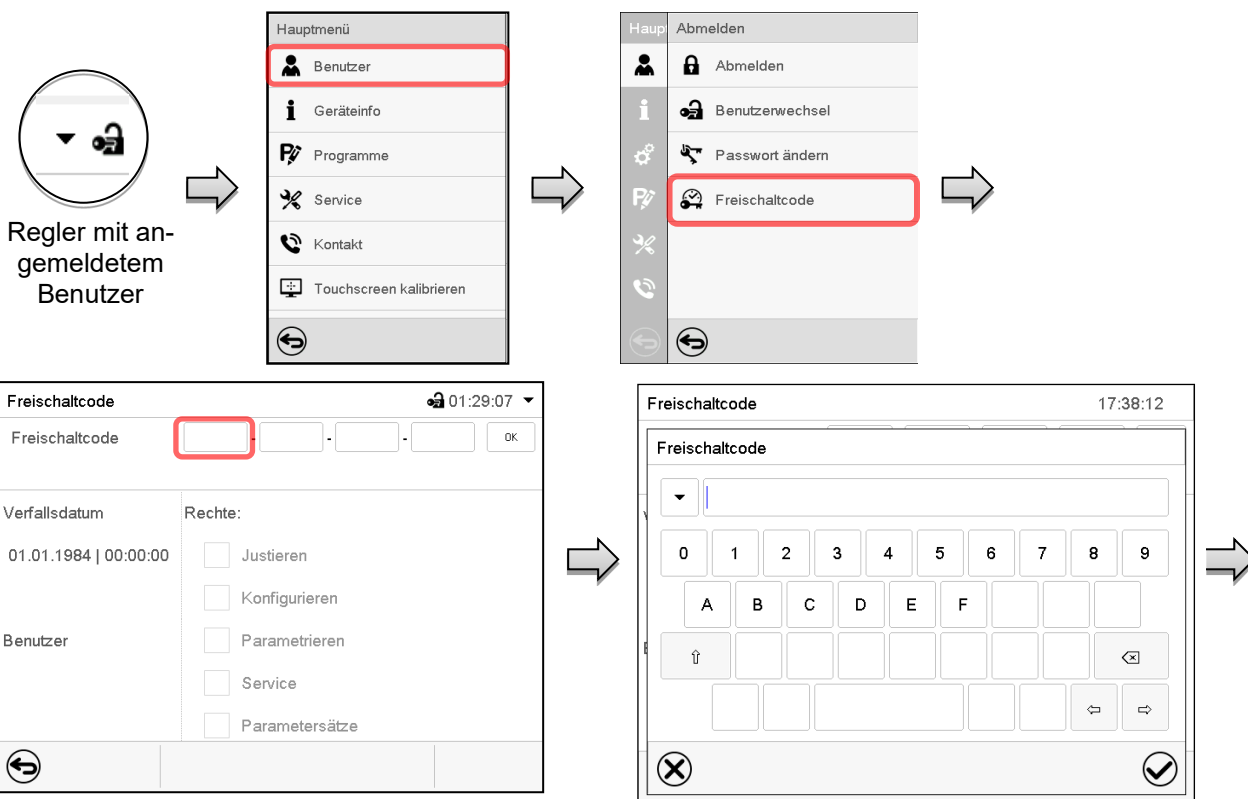 Regler mit an-
gemeldetem
Benutzer
Hauptmenü
Benutzer
Geräteinfo
Programme
Service
Kontakt
Touchscreen kalibrieren
Haup
Abmelden
Abmelden
Benutzerwechsel
Passwort ändern
Freischaltcode
Freischaltcode 01:29:07
Freischaltcode - - - OK
Verfallsdatum Rechte:
01.01.1984 | 00:00:00 Justieren
Konfigurieren
Benutzer Parametrieren
Service
Parametersätze
Freischaltcode 17:38:12
Freischaltcode
0 1 2 3 4 5 6 7 8 9
A B C D E F